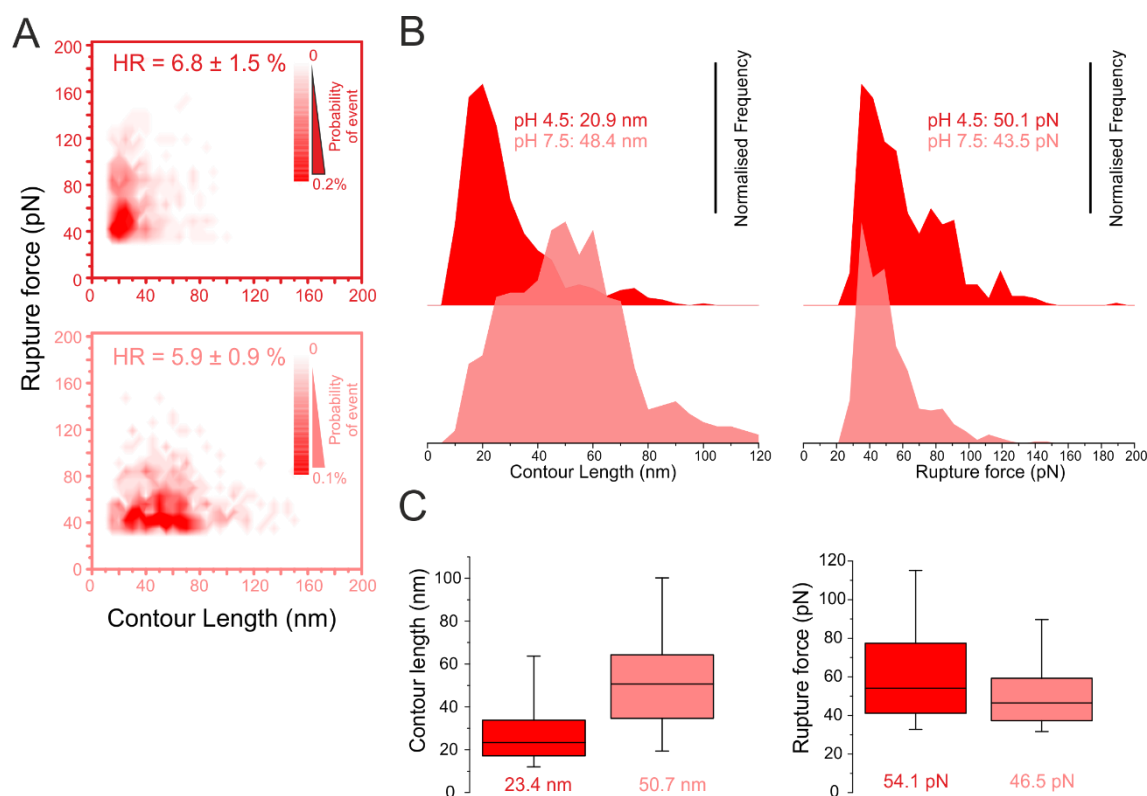 A
Rupture force (pN)
200
160
120
80
40
0
HR = 6.8 ± 1.5 %
0
Probability
of event
0.2%
0 40 80 120 160 200
200
160
120
80
40
0
HR = 5.9 ± 0.9 %
0
Probability
of event
0.1%
0 40 80 120 160 200
Contour Length (nm)
B
pH 4.5: 20.9 nm
pH 7.5: 48.4 nm
Normalised Frequency
0 20 40 60 80 100 120
Contour Length (nm)
pH 4.5: 50.1 pN
pH 7.5: 43.5 pN
Normalised Frequency
0 20 40 60 80 100 120 140 160 180 200
Rupture force (pN)
C
Contour length (nm)
100
80
60
40
20
0
23.4 nm 50.7 nm
Rupture force (pN)
120
100
80
60
40
20
0
54.1 pN 46.5 pN